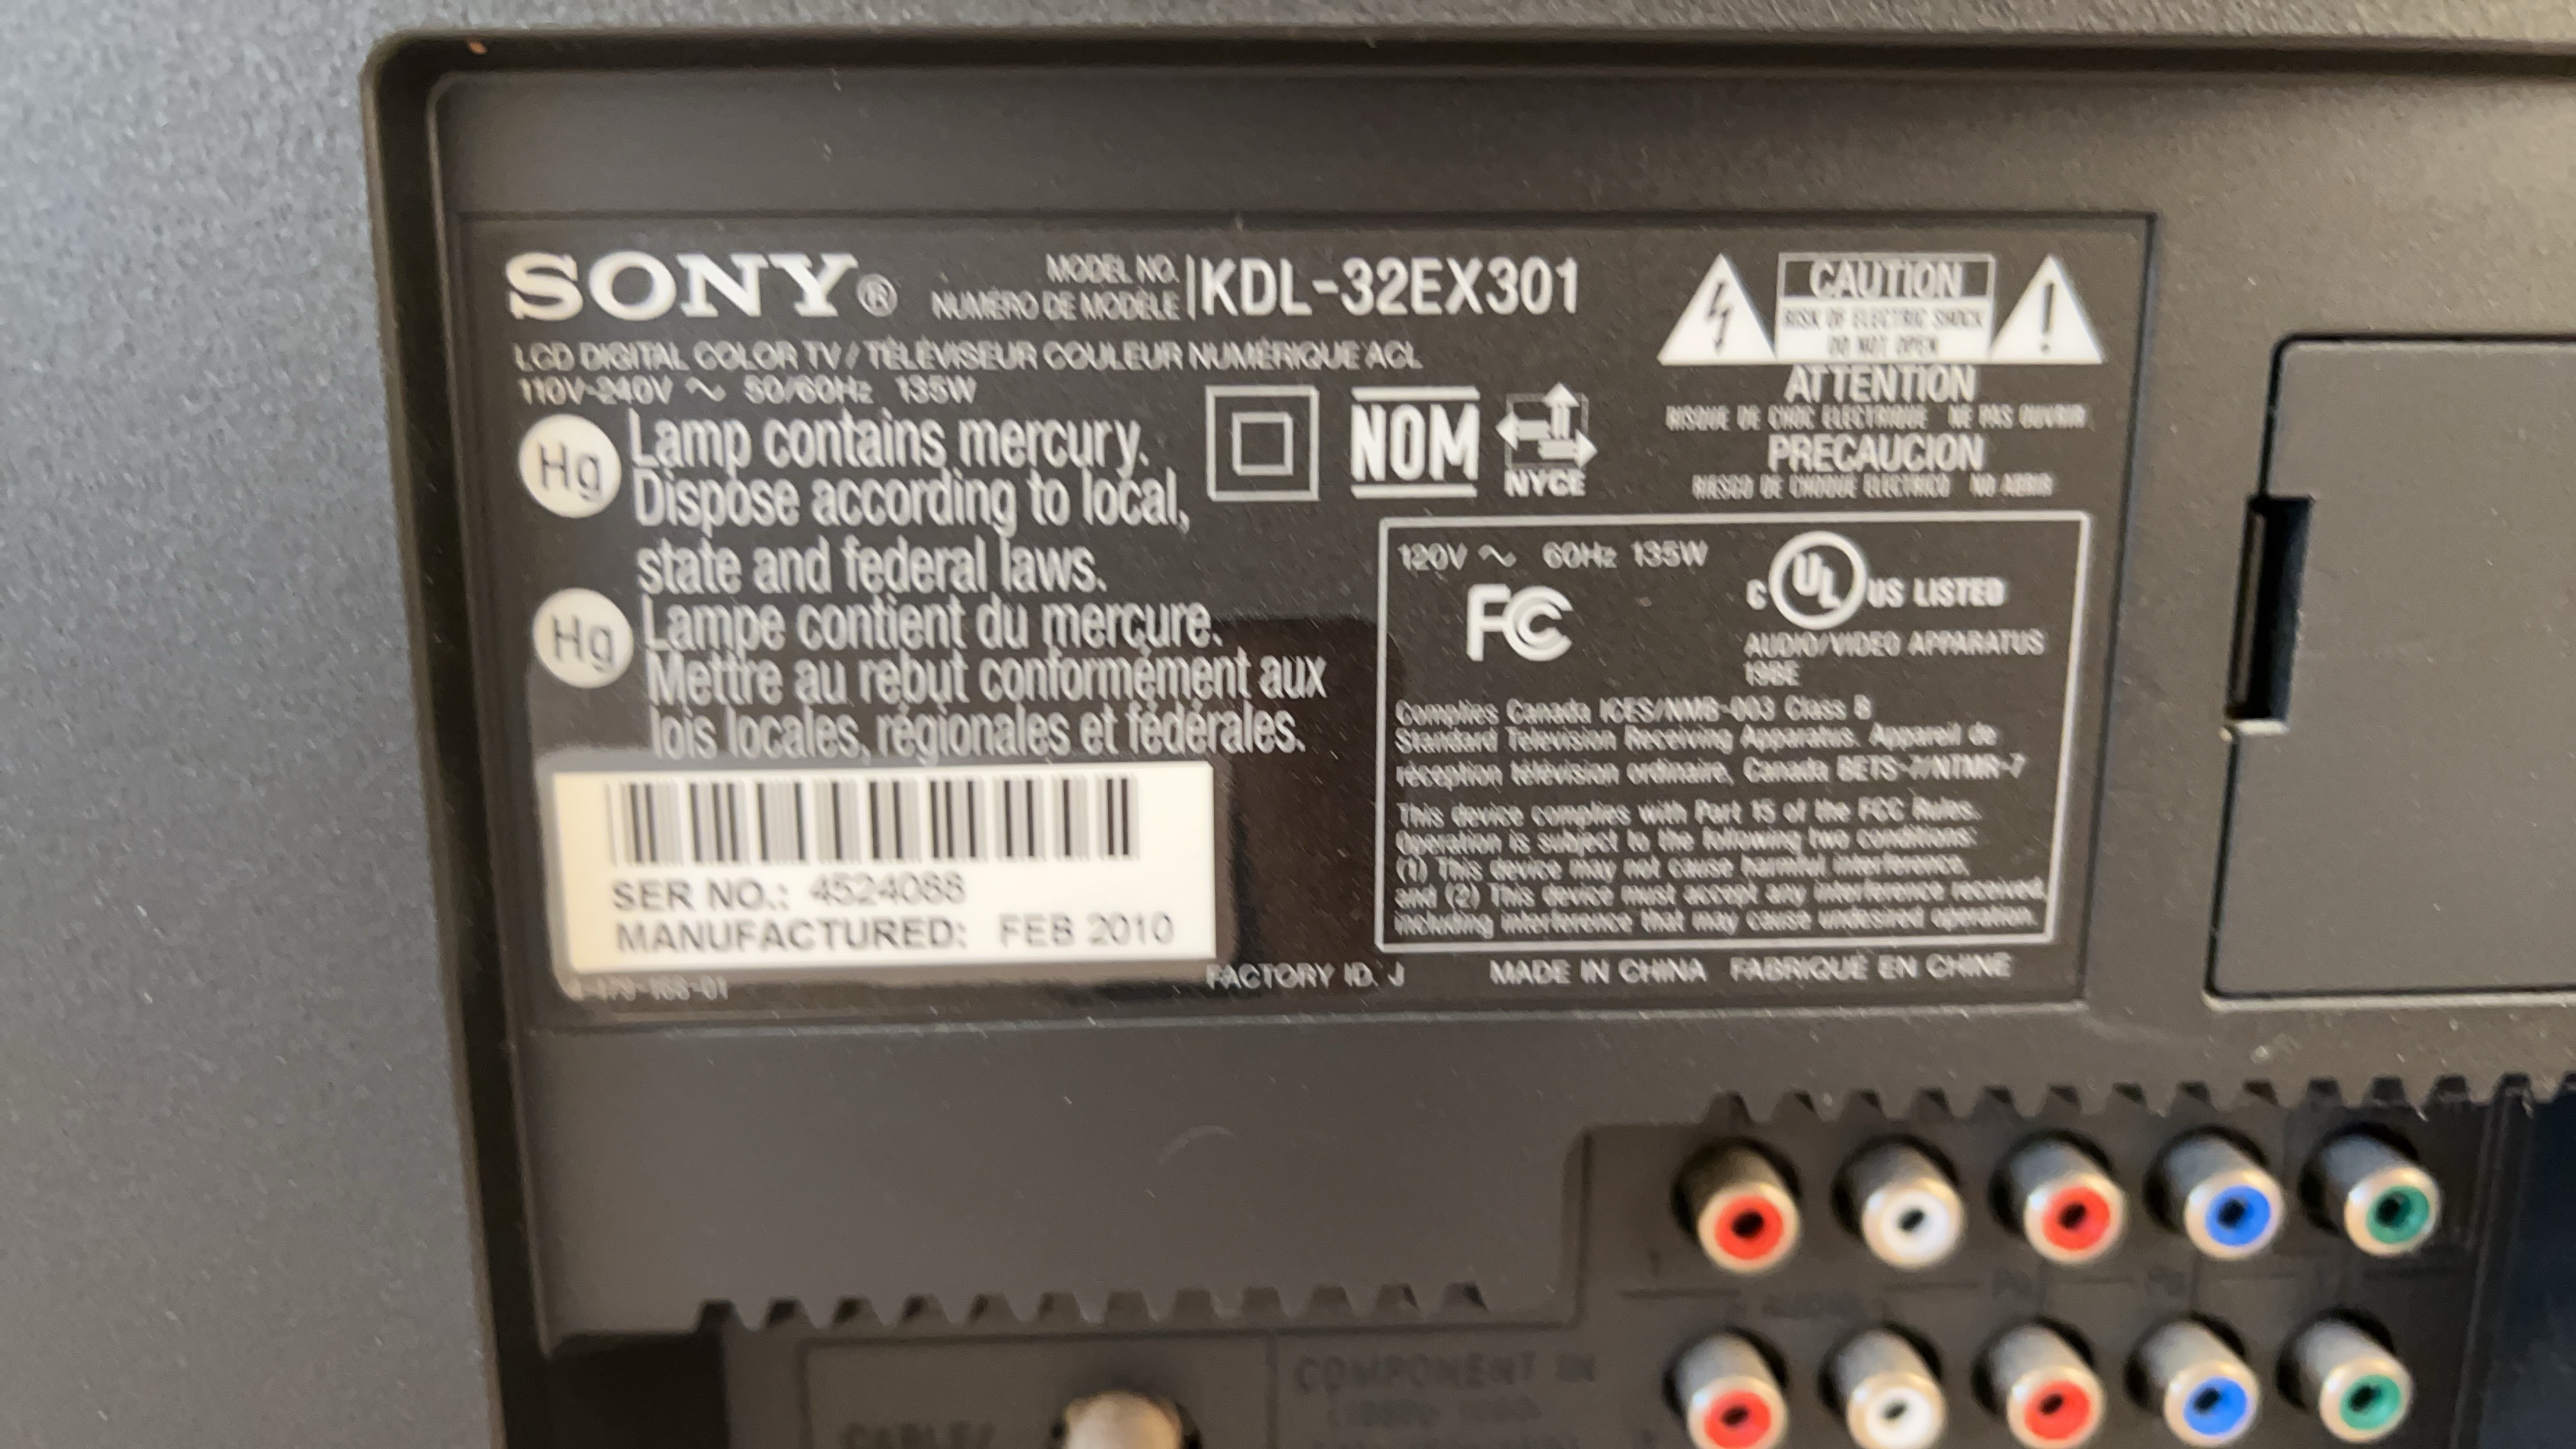 SONY®
MODEL NO.
NUMÉRO DE MODÈLE
KDL-32EX301
LCD DIGITAL COLOR TV / TÉLÉVISEUR COULEUR NUMÉRIQUE ACL
110V-240V ~ 50/60Hz 135W
Hg
Lamp contains mercury.
Dispose according to local,
state and federal laws.
Hg
Lampe contient du mercure.
Mettre au rebut conformément aux
lois locales, régionales et fédérales.
NOM
NYCE
CAUTION
RISK OF ELECTRIC SHOCK
DO NOT OPEN
ATTENTION
RISQUE DE CHOC ELECTRIQUE NE PAS OUVRIR
PRECAUCION
RIESGO DE CHOQUE ELECTRICO NO ABRIR
120V ~ 60Hz 135W
FC
C UL US LISTED
AUDIO/VIDEO APPARATUS
19BE
Complies Canada ICES/NMB-003 Class B
Standard Television Receiving Apparatus. Appareil de
réception télévision ordinaire, Canada BETS-7/NTMR-7
This device complies with Part 15 of the FCC Rules.
Operation is subject to the following two conditions:
(1) This device may not cause harmful interference,
and (2) This device must accept any interference received,
including interference that may cause undesired operation.
SER NO.: 4524088
MANUFACTURED: FEB 2010
FACTORY ID. J
MADE IN CHINA FABRIQUÉ EN CHINE
AUDIO
COMPONENT IN
CABLE/